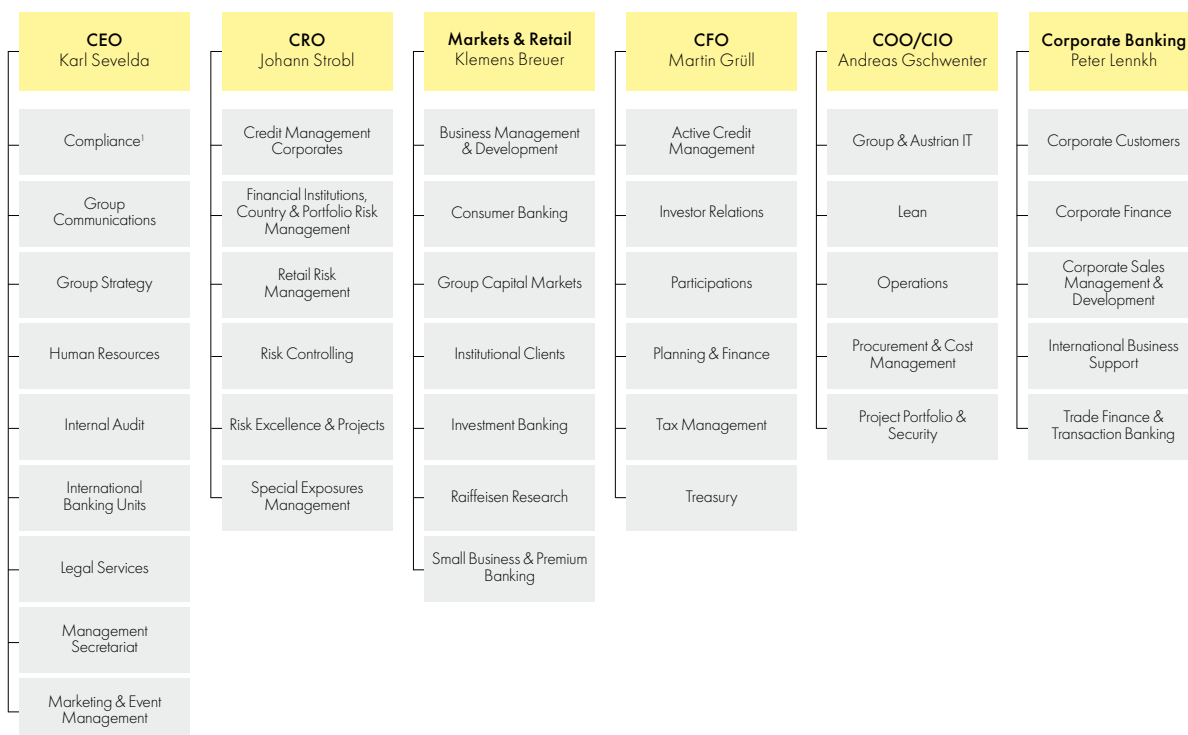 CEO
Karl Sevelda
Compliance¹
Group
Communications
Group Strategy
Human Resources
Internal Audit
International
Banking Units
Legal Services
Management
Secretariat
Marketing & Event
Management
CRO
Johann Strobl
Credit Management
Corporates
Financial Institutions,
Country & Portfolio Risk
Management
Retail Risk
Management
Risk Controlling
Risk Excellence & Projects
Special Exposures
Management
Markets & Retail
Klemens Breuer
Business Management
& Development
Consumer Banking
Group Capital Markets
Institutional Clients
Investment Banking
Raiffeisen Research
Small Business & Premium
Banking
CFO
Martin Grüll
Active Credit
Management
Investor Relations
Participations
Planning & Finance
Tax Management
Treasury
COO/CIO
Andreas Gschwenter
Group & Austrian IT
Lean
Operations
Procurement & Cost
Management
Project Portfolio &
Security
Corporate Banking
Peter Lennkh
Corporate Customers
Corporate Finance
Corporate Sales
Management &
Development
International Business
Support
Trade Finance &
Transaction Banking